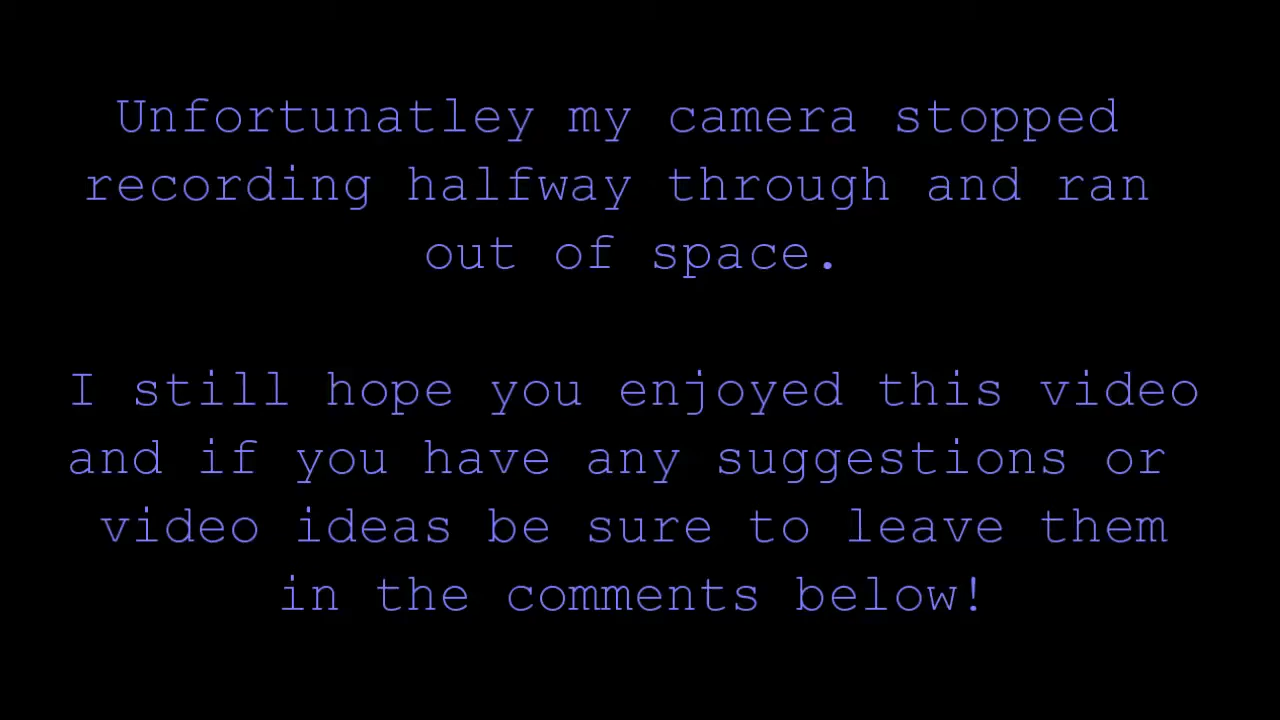 Unfortunatley my camera stopped
recording halfway through and ran
out of space.
I still hope you enjoyed this video
and if you have any suggestions or
video ideas be sure to leave them
in the comments below!